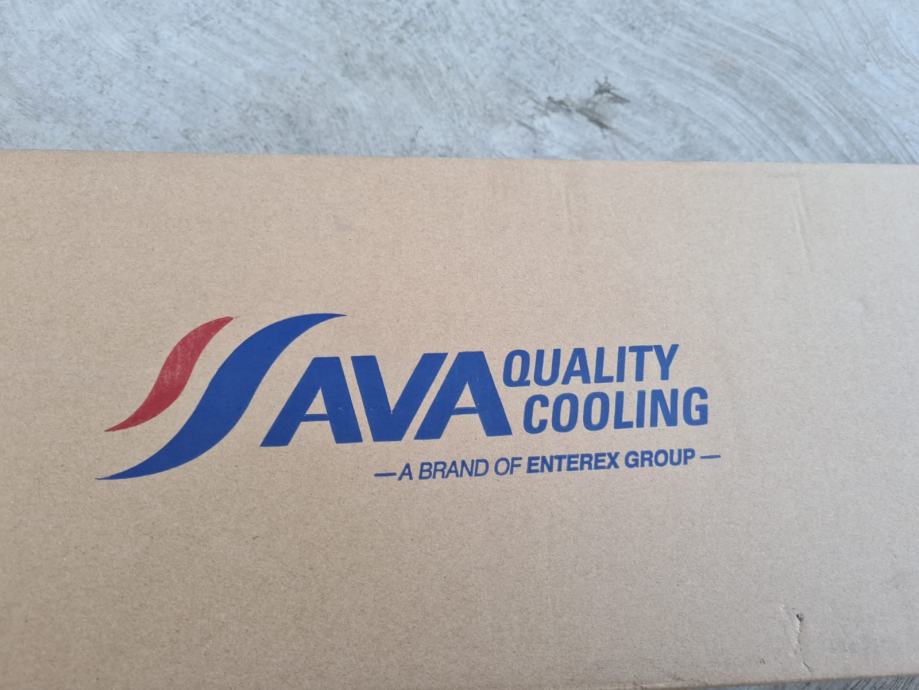 AVA QUALITY
COOLING
—A BRAND OF ENTEREX GROUP—